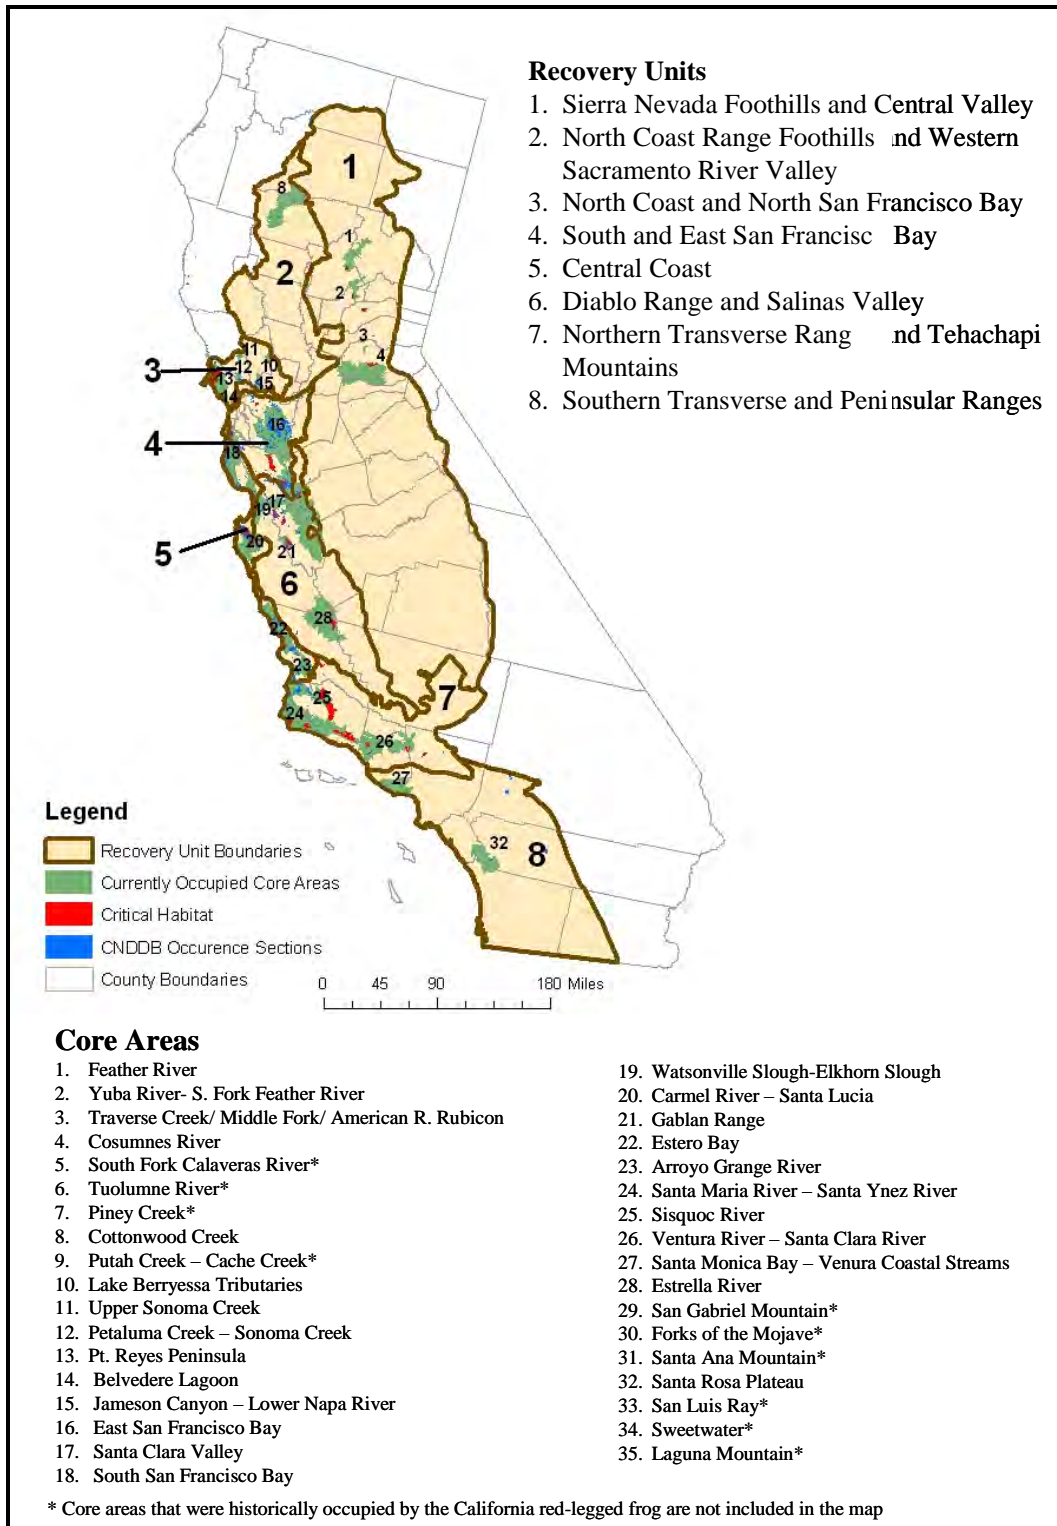 Recovery Units
1. Sierra Nevada Foothills and Central Valley
2. North Coast Range Foothills nd Western
Sacramento River Valley
3. North Coast and North San Francisco Bay
4. South and East San Francisc Bay
5. Central Coast
6. Diablo Range and Salinas Valley
7. Northern Transverse Rang nd Tehachapi
Mountains
8. Southern Transverse and Peninsular Ranges
1
8
1
2
2
3
4
11
3
12
10
13
15
14
16
4
18
17
19
5
20
21
6
28
22
23
7
25
24
26
27
32
8
Legend
Recovery Unit Boundaries
Currently Occupied Core Areas
Critical Habitat
CNDDB Occurence Sections
County Boundaries
0 45 90 180 Miles
Core Areas
1. Feather River
2. Yuba River- S. Fork Feather River
3. Traverse Creek/ Middle Fork/ American R. Rubicon
4. Cosumnes River
5. South Fork Calaveras River*
6. Tuolumne River*
7. Piney Creek*
8. Cottonwood Creek
9. Putah Creek – Cache Creek*
10. Lake Berryessa Tributaries
11. Upper Sonoma Creek
12. Petaluma Creek – Sonoma Creek
13. Pt. Reyes Peninsula
14. Belvedere Lagoon
15. Jameson Canyon – Lower Napa River
16. East San Francisco Bay
17. Santa Clara Valley
18. South San Francisco Bay
19. Watsonville Slough-Elkhorn Slough
20. Carmel River – Santa Lucia
21. Gablan Range
22. Estero Bay
23. Arroyo Grange River
24. Santa Maria River – Santa Ynez River
25. Sisquoc River
26. Ventura River – Santa Clara River
27. Santa Monica Bay – Venura Coastal Streams
28. Estrella River
29. San Gabriel Mountain*
30. Forks of the Mojave*
31. Santa Ana Mountain*
32. Santa Rosa Plateau
33. San Luis Ray*
34. Sweetwater*
35. Laguna Mountain*
* Core areas that were historically occupied by the California red-legged frog are not included in the map